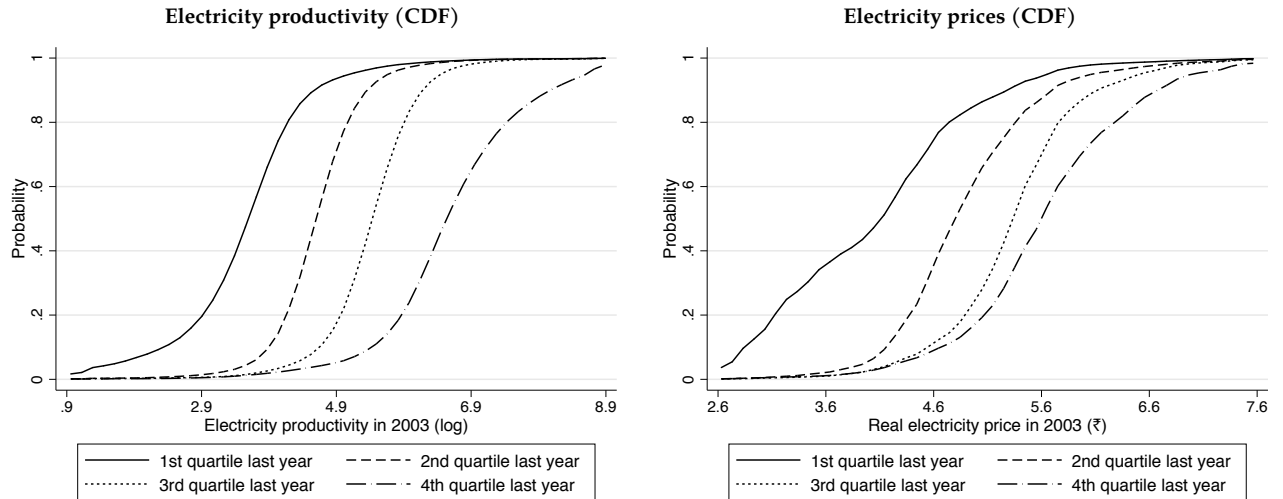 Electricity productivity (CDF)
1
.8
.6
.4
.2
0
Probability
.9 2.9 4.9 6.9 8.9
Electricity productivity in 2003 (log)
1st quartile last year 2nd quartile last year
3rd quartile last year 4th quartile last year
Electricity prices (CDF)
1
.8
.6
.4
.2
0
Probability
2.6 3.6 4.6 5.6 6.6 7.6
Real electricity price in 2003 (₹)
1st quartile last year 2nd quartile last year
3rd quartile last year 4th quartile last year